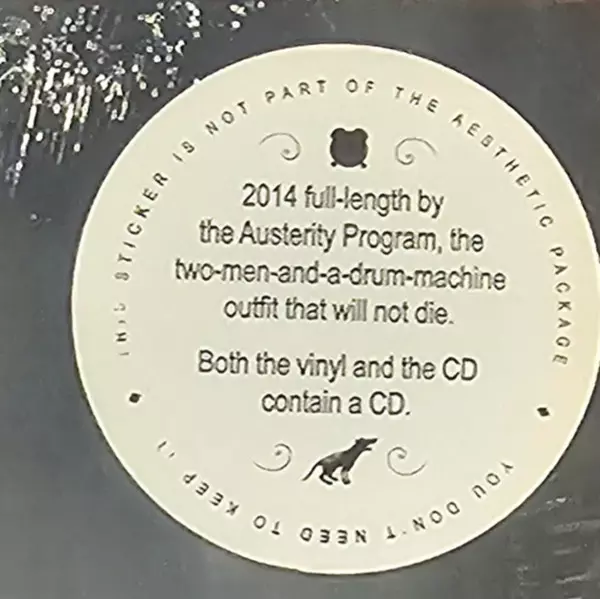 THIS STICKER IS NOT PART OF THE AESTHETIC PACKAGE
2014 full-length by
the Austerity Program, the
two-men-and-a-drum-machine
outfit that will not die.
Both the vinyl and the CD
contain a CD.
YOU DON'T NEED TO KEEP IT